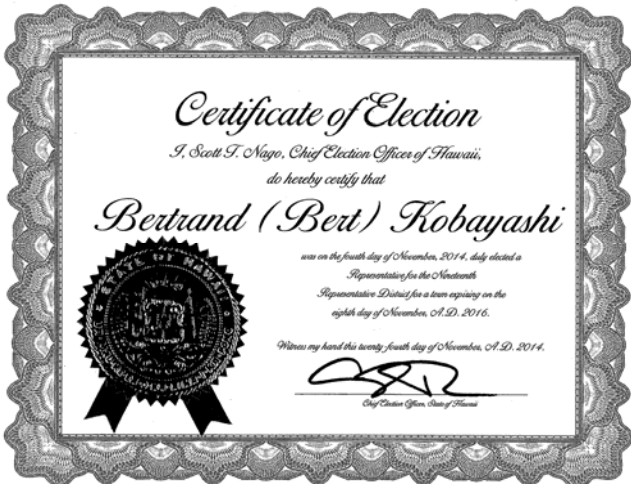 Certificate of Election
I, Scott T. Nago, Chief Election Officer of Hawaii,
do hereby certify that
Bertrand (Bert) Kobayashi
was on the fourth day of November, 2014, duly elected a
Representative for the Nineteenth
Representative District for a term expiring on the
eighth day of November, A.D. 2016.
Witness my hand this twenty-fourth day of November, A.D. 2014.
Chief Election Officer, State of Hawaii
STATE OF HAWAII